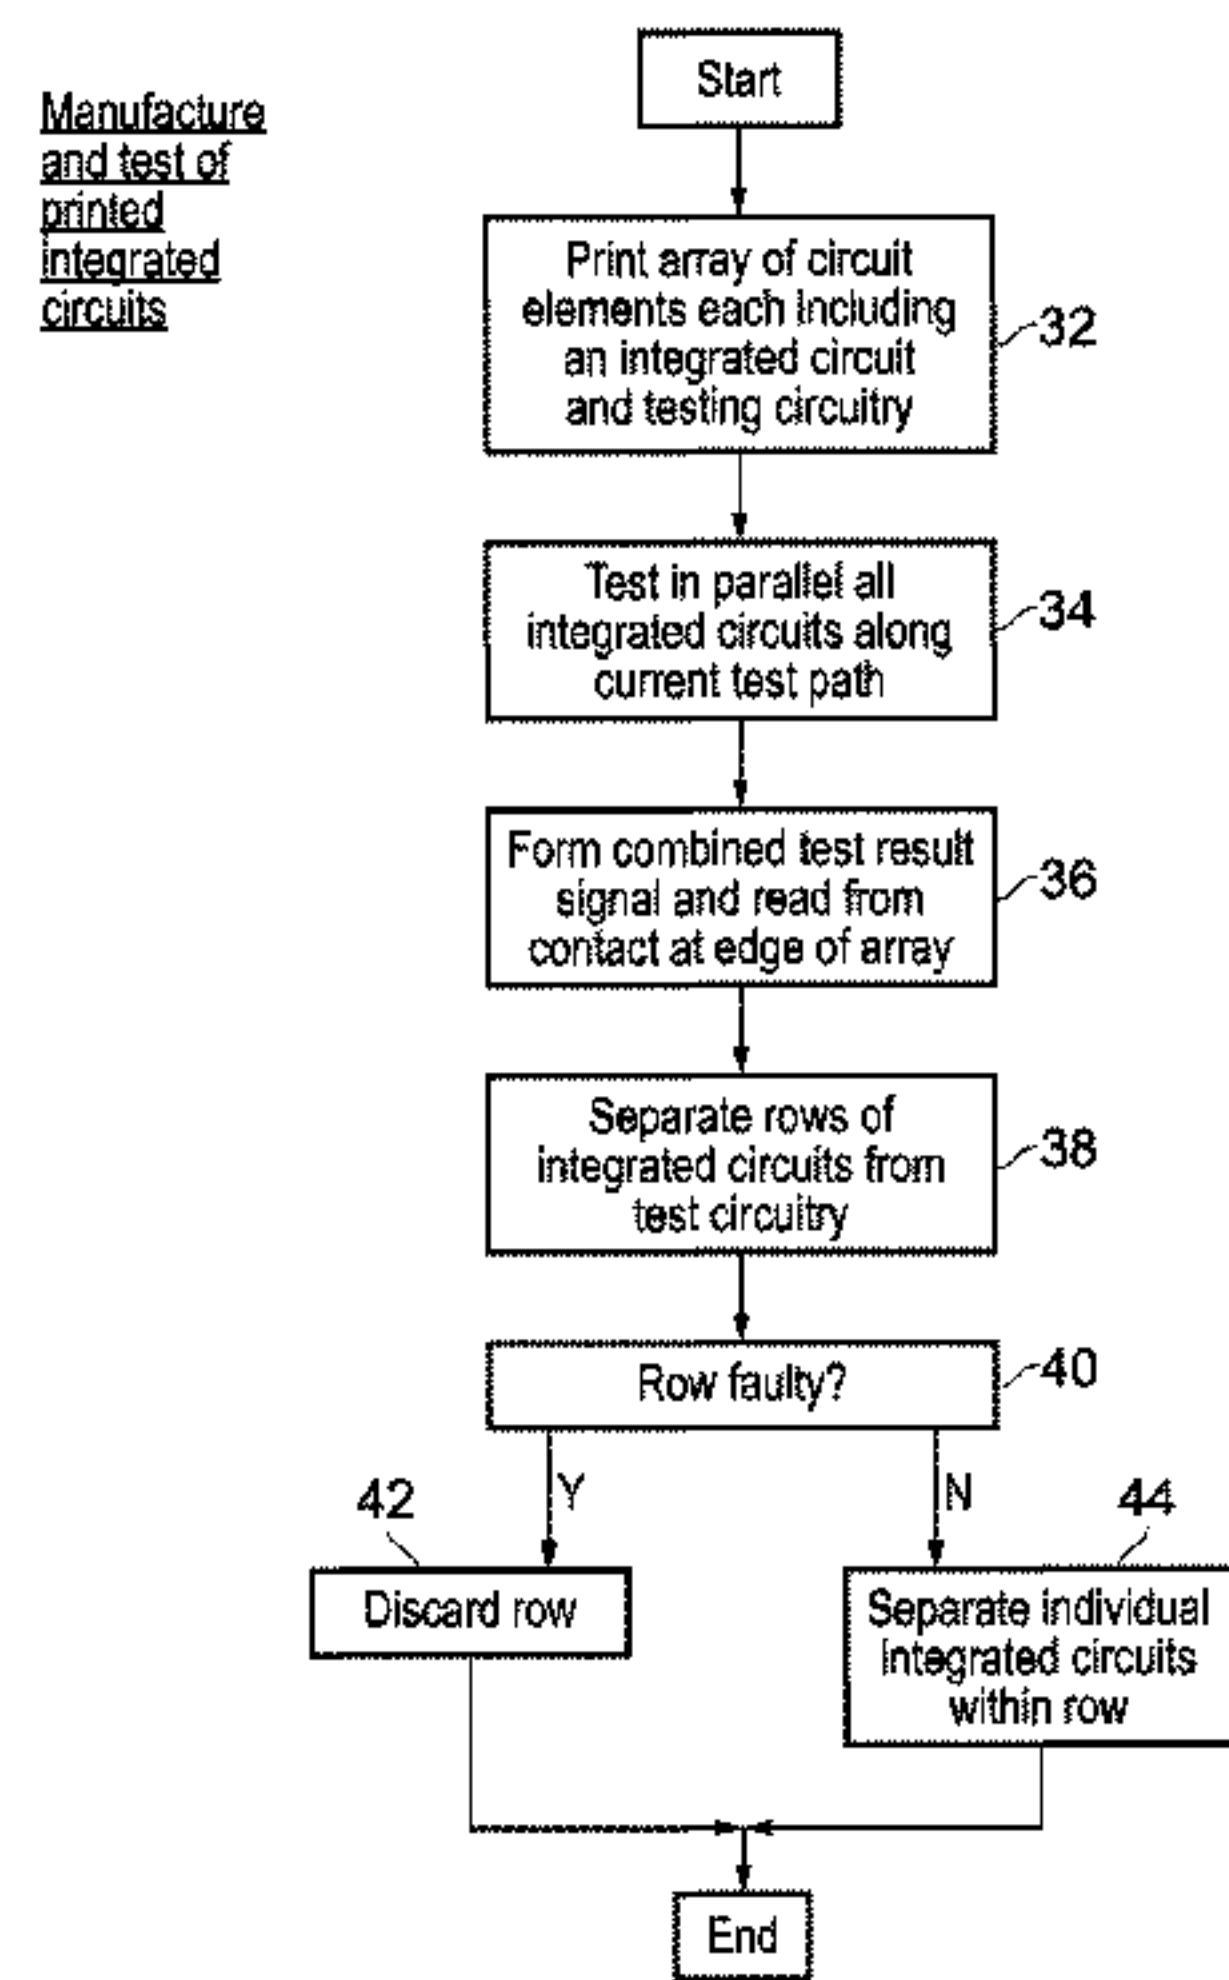 Manufacture
and test of
printed
integrated
circuits
Start
Print array of circuit
elements each including
an integrated circuit
and testing circuitry
32
Test in parallel all
integrated circuits along
current test path
34
Form combined test result
signal and read from
contact at edge of array
36
Separate rows of
integrated circuits from
test circuitry
38
Row faulty?
40
Y
N
42
44
Discard row
Separate individual
integrated circuits
within row
End